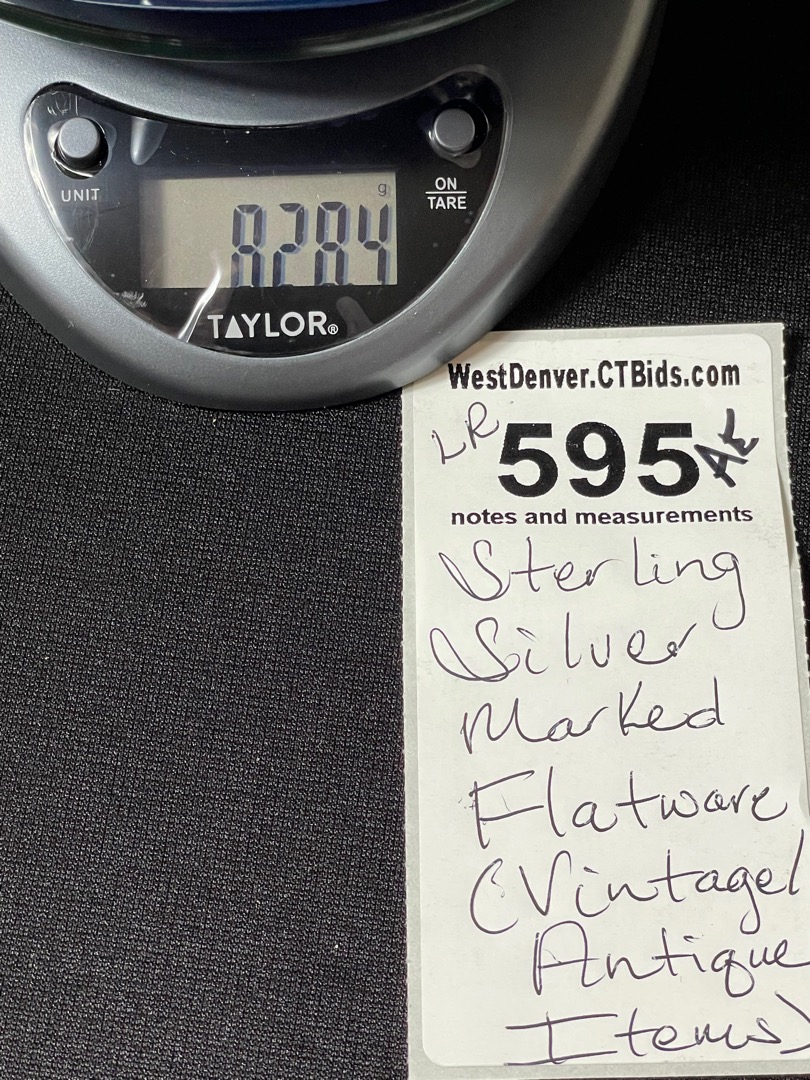 UNIT
g
8284
ON
TARE
TAYLOR®
WestDenver.CTBids.com
LR 595 AE
notes and measurements
Sterling
Silver
Marked
Flatware
(Vintage/
Antique
Items)